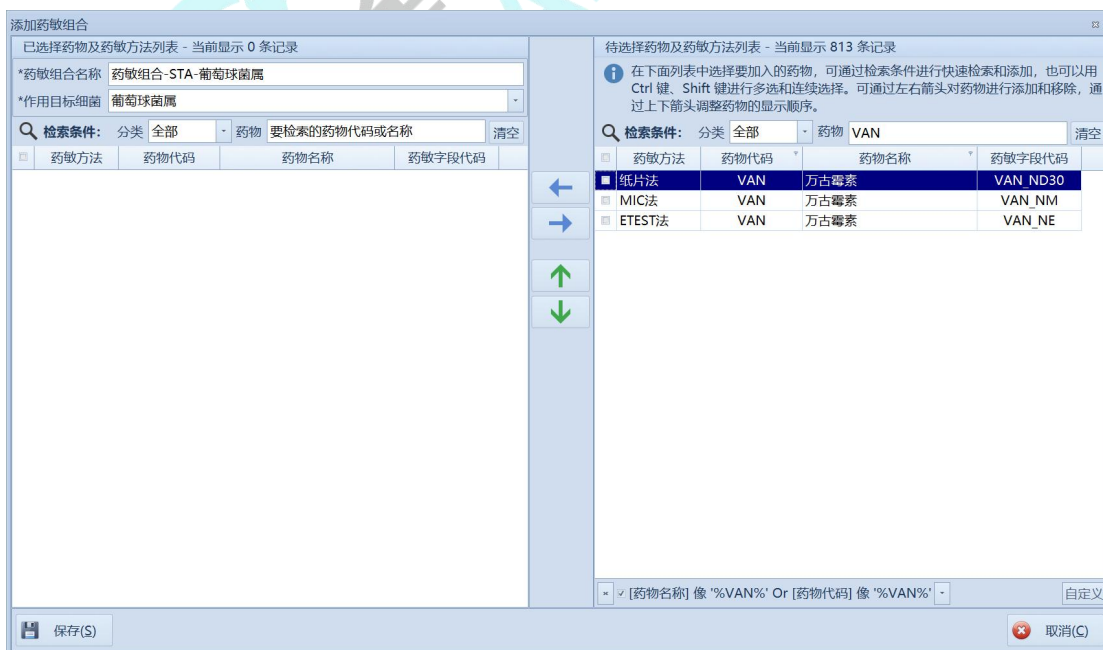 添加药敏组合
已选择药物及药敏方法列表 - 当前显示 0 条记录
*药敏组合名称 药敏组合-STA-葡萄球菌属
*作用目标细菌 葡萄球菌属
检索条件： 分类 全部 药物 要检索的药物代码或名称 清空
药敏方法 药物代码 药物名称 药敏字段代码
待选择药物及药敏方法列表 - 当前显示 813 条记录
在下面列表中选择要加入的药物，可通过检索条件进行快速检索和添加，也可以用
Ctrl 键、Shift 键进行多选和连续选择。可通过左右箭头对药物进行添加和移除，通
过上下箭头调整药物的显示顺序。
检索条件： 分类 全部 药物 VAN 清空
药敏方法 药物代码 药物名称 药敏字段代码
纸片法 VAN 万古霉素 VAN_ND30
MIC法 VAN 万古霉素 VAN_NM
ETEST法 VAN 万古霉素 VAN_NE
[药物名称] 像 '%VAN%' Or [药物代码] 像 '%VAN%' 自定义
保存(S) 取消(C)